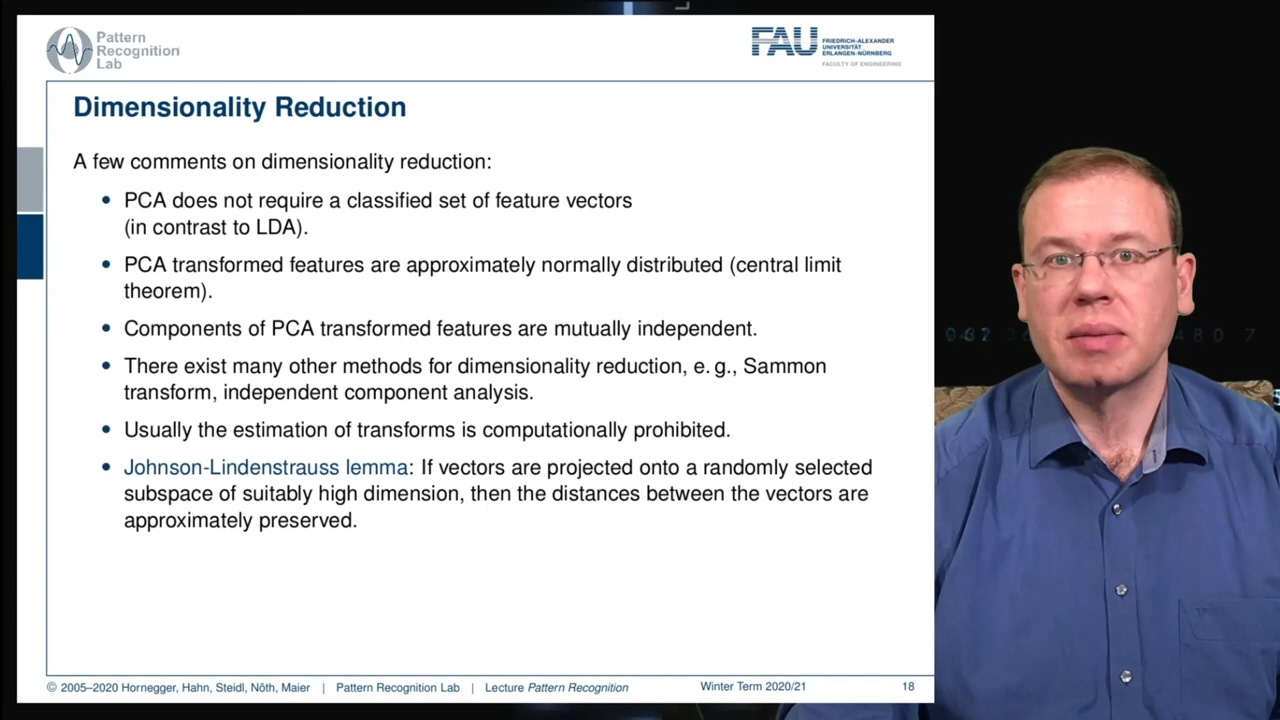 Pattern
Recognition
Lab
FAU
FRIEDRICH-ALEXANDER
UNIVERSITÄT
ERLANGEN-NÜRNBERG
FACULTY OF ENGINEERING
Dimensionality Reduction
A few comments on dimensionality reduction:
• PCA does not require a classified set of feature vectors
(in contrast to LDA).
• PCA transformed features are approximately normally distributed (central limit
theorem).
• Components of PCA transformed features are mutually independent.
• There exist many other methods for dimensionality reduction, e. g., Sammon
transform, independent component analysis.
• Usually the estimation of transforms is computationally prohibited.
• Johnson-Lindenstrauss lemma: If vectors are projected onto a randomly selected
subspace of suitably high dimension, then the distances between the vectors are
approximately preserved.
© 2005–2020 Hornegger, Hahn, Steidl, Nöth, Maier | Pattern Recognition Lab | Lecture Pattern Recognition Winter Term 2020/21 18